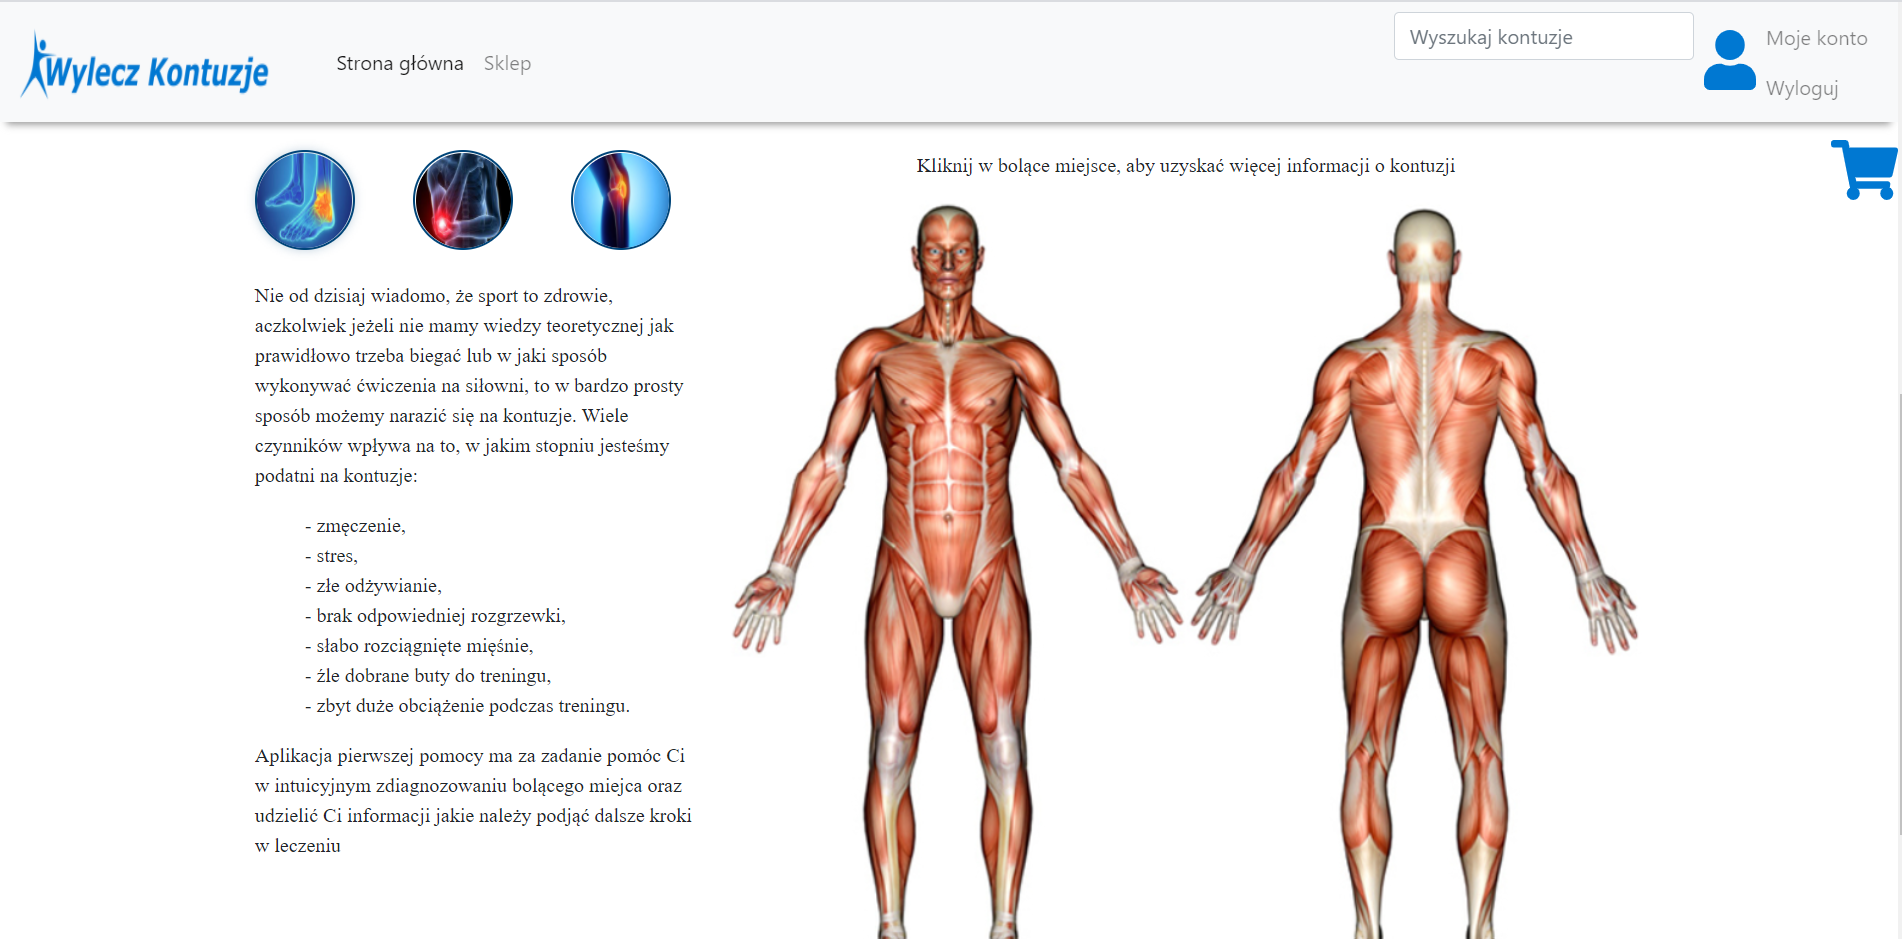 Wylecz Kontuzje
Strona główna
Sklep
Wyszukaj kontuzje
Moje konto
Wyloguj
Nie od dzisiaj wiadomo, że sport to zdrowie,
aczkolwiek jeżeli nie mamy wiedzy teoretycznej jak
prawidłowo trzeba biegać lub w jaki sposób
wykonywać ćwiczenia na siłowni, to w bardzo prosty
sposób możemy narazić się na kontuzje. Wiele
czynników wpływa na to, w jakim stopniu jesteśmy
podatni na kontuzje:
- zmęczenie,
- stres,
- złe odżywianie,
- brak odpowiedniej rozgrzewki,
- słabo rozciągnięte mięśnie,
- źle dobrane buty do treningu,
- zbyt duże obciążenie podczas treningu.
Aplikacja pierwszej pomocy ma za zadanie pomóc Ci
w intuicyjnym zdiagnozowaniu bolącego miejca oraz
udzielić Ci informacji jakie należy podjąć dalsze kroki
w leczeniu
Kliknij w bolące miejsce, aby uzyskać więcej informacji o kontuzji